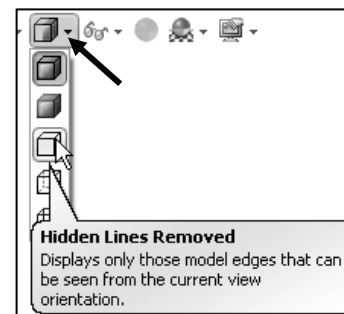 Hidden Lines Removed
Displays only those model edges that can
be seen from the current view
orientation.